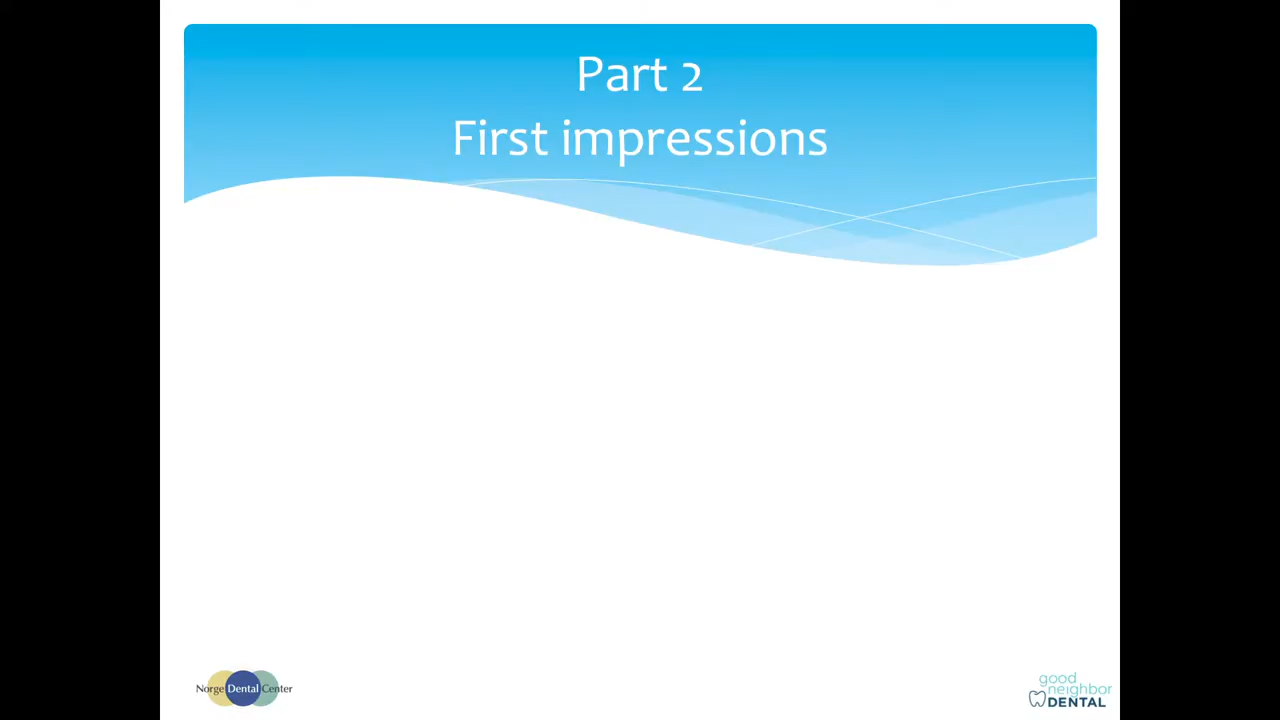 Part 2
First impressions
Norge Dental Center
good
neighbor
DENTAL